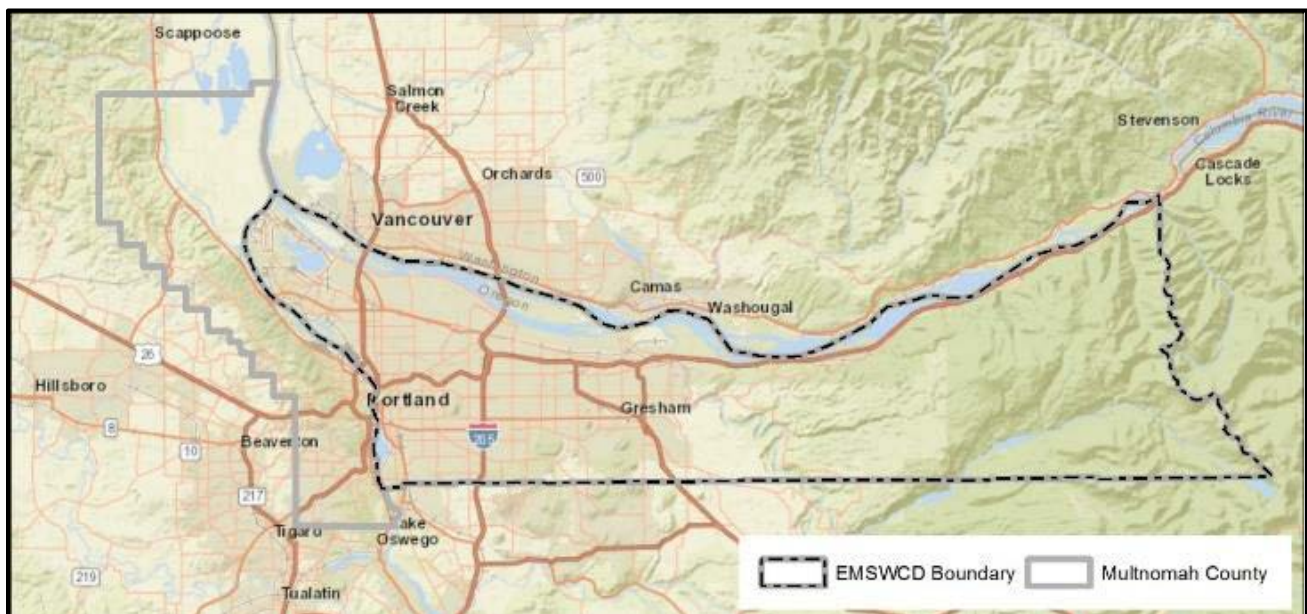 Scappoose
Salmon
Creek
Orchards
500
Stevenson
Columbia River
Cascade
Locks
Vancouver
Washington
Oregon
Camas
Washougal
26
Hillsboro
Portland
Gresham
8
10
Beaverton
205
217
Tigard
Lake
Oswego
219
Tualatin
EMSWCD Boundary
Multnomah County